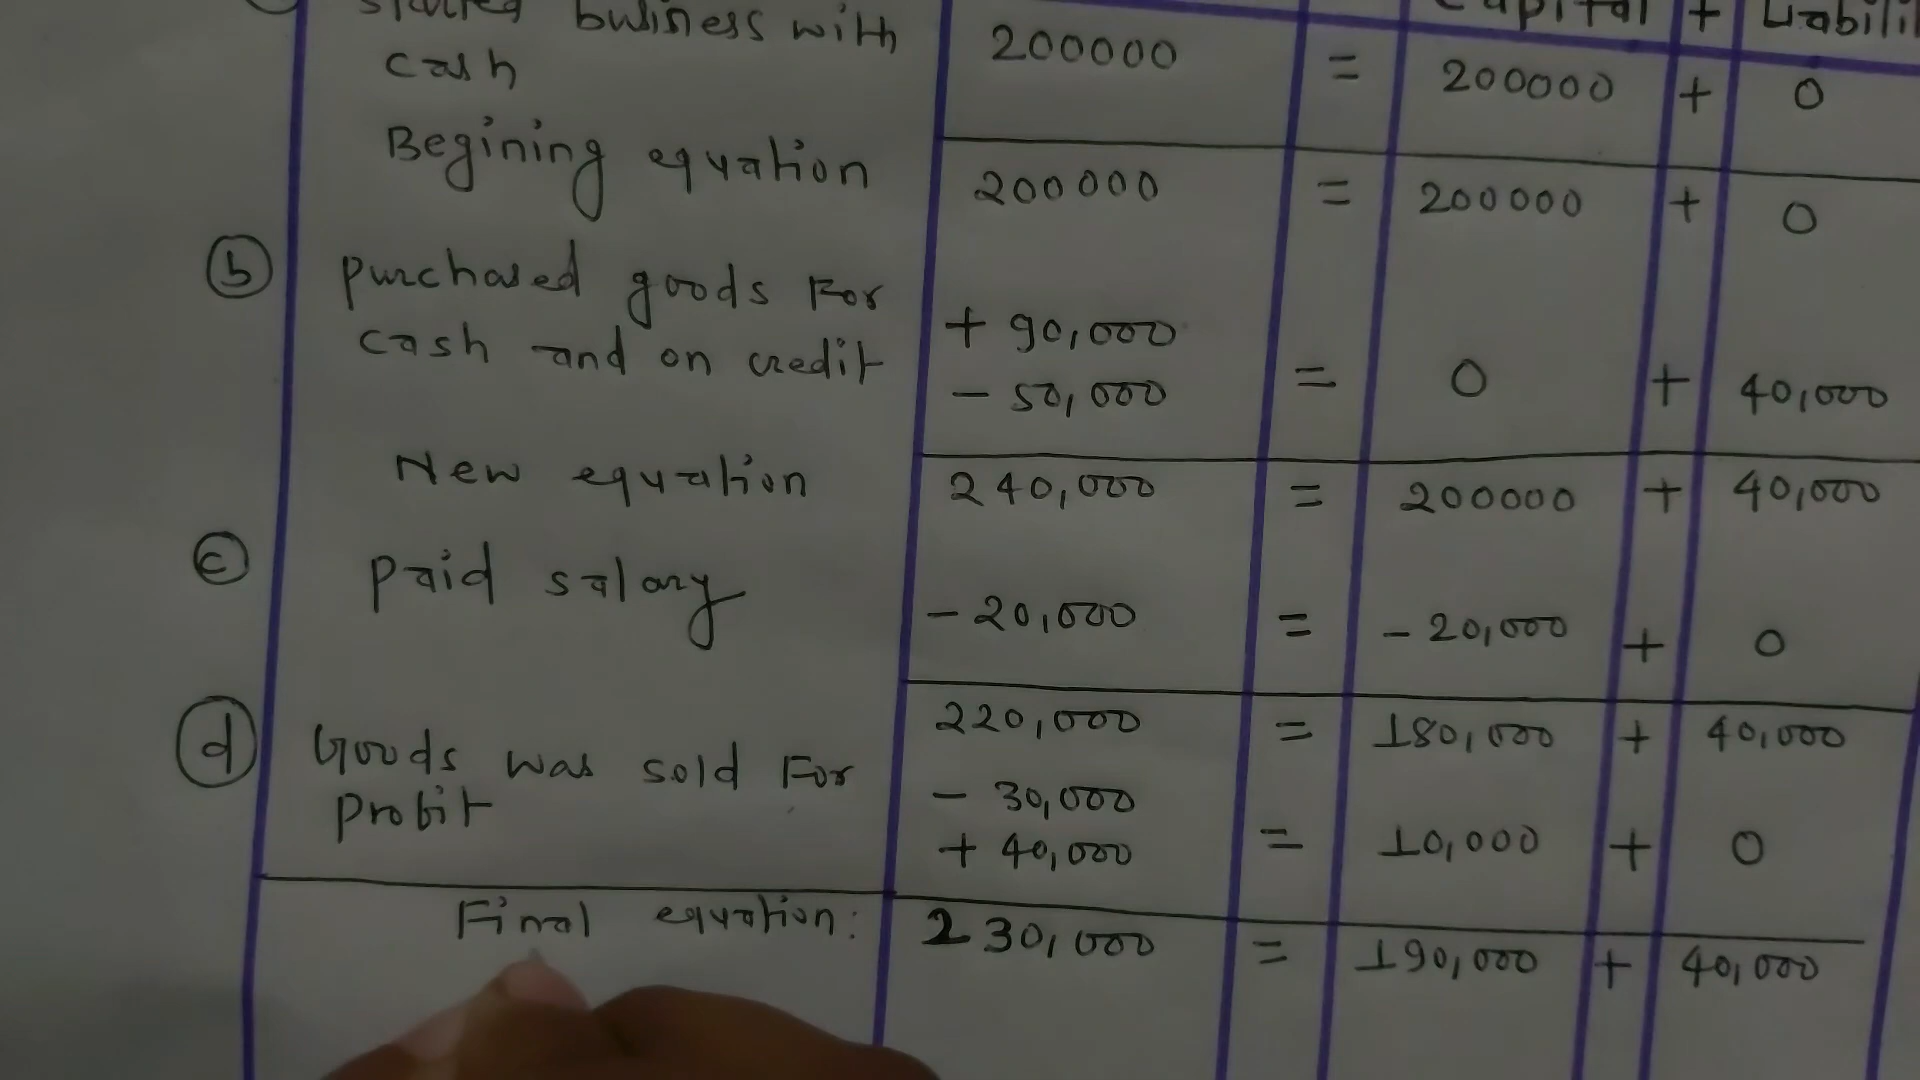 Capital + Liabili
started business with 200000 = 200000 + 0
cash
Begining equation 200000 = 200000 + 0
(b) purchased goods For + 90,000
cash and on credit - 50,000 = 0 + 40,000
New equation 240,000 = 200000 + 40,000
(c) paid salary - 20,000 = - 20,000 + 0
220,000 = 180,000 + 40,000
(d) Goods was sold For - 30,000
profit + 40,000 = 10,000 + 0
Final equation: 230,000 = 190,000 + 40,000